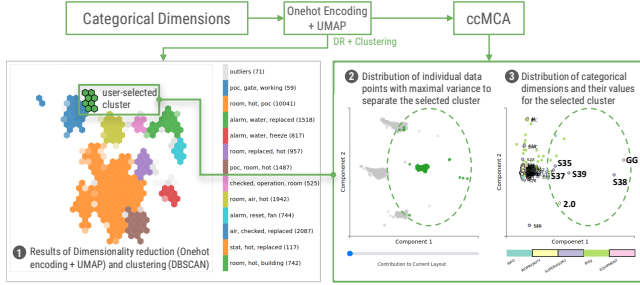 Categorical Dimensions
Onehot Encoding
+ UMAP
ccMCA
DR + Clustering
user-selected
cluster
outliers (71)
poc, gate, working (59)
room, hot, poc (10041)
alarm, water, replaced (1518)
alarm, water, freeze (817)
room, replaced, hot (957)
poc, room, hot (1487)
checked, operation, room (525)
room, air, hot (1942)
alarm, reset, fan (744)
air, checked, replaced (2087)
stat, hot, replaced (117)
room, hot, building (742)
1 Results of Dimensionality reduction (Onehot
encoding + UMAP) and clustering (DBSCAN)
2 Distribution of individual data
points with maximal variance to
separate the selected cluster
Component 2
Component 1
Contribution to Current Layout
3 Distribution of categorical
dimensions and their values
for the selected cluster
Component 2
GG
S35
S37
S39
S38
2.0
Component 1